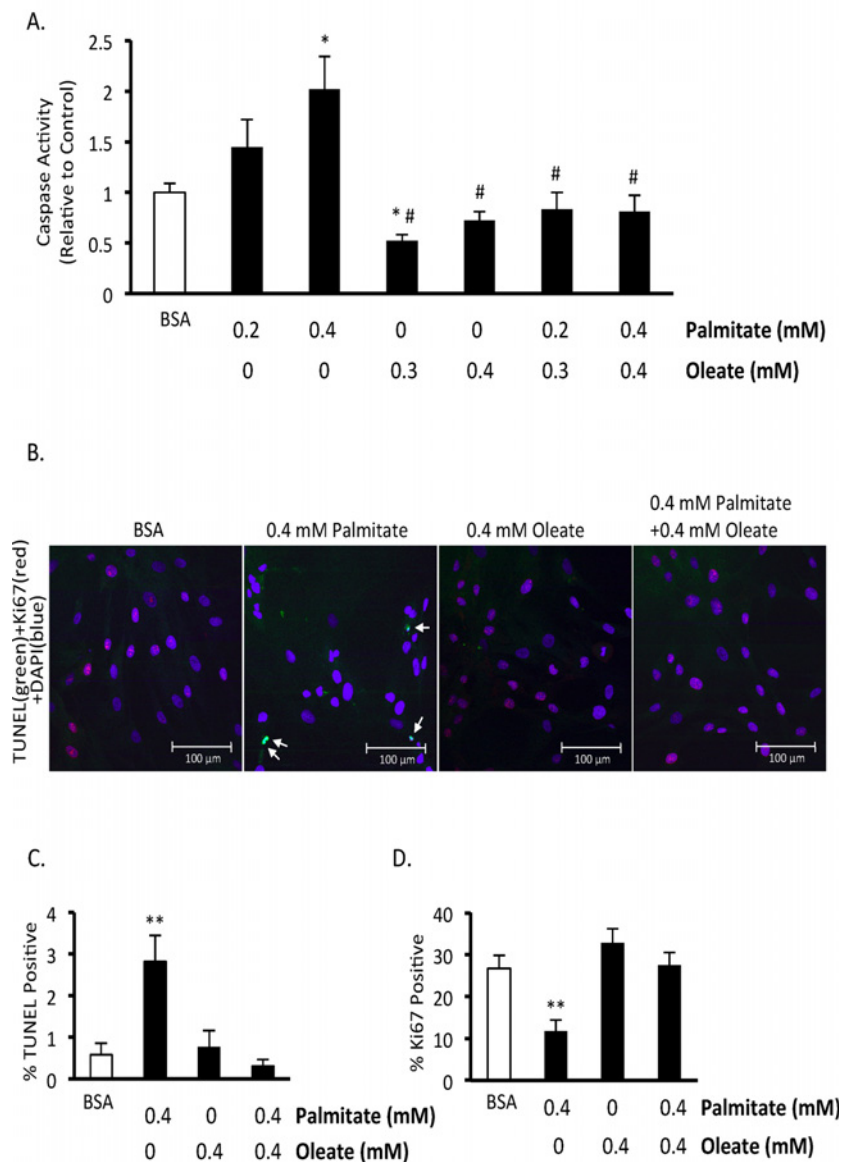 A.
Caspase Activity
(Relative to Control)
2.5
2
1.5
1
0.5
0
*
* #
#
#
#
BSA
0.2 0.4 0 0 0.2 0.4 Palmitate (mM)
0 0 0.3 0.4 0.3 0.4 Oleate (mM)
B.
TUNEL(green)+Ki67(red)
+DAPI(blue)
BSA
0.4 mM Palmitate
0.4 mM Oleate
0.4 mM Palmitate
+0.4 mM Oleate
100 µm
100 µm
100 µm
100 µm
C.
% TUNEL Positive
4
3
2
1
0
**
BSA
0.4 0 0.4 Palmitate (mM)
0 0.4 0.4 Oleate (mM)
D.
% Ki67 Positive
40
30
20
10
0
**
BSA
0.4 0 0.4 Palmitate (mM)
0 0.4 0.4 Oleate (mM)